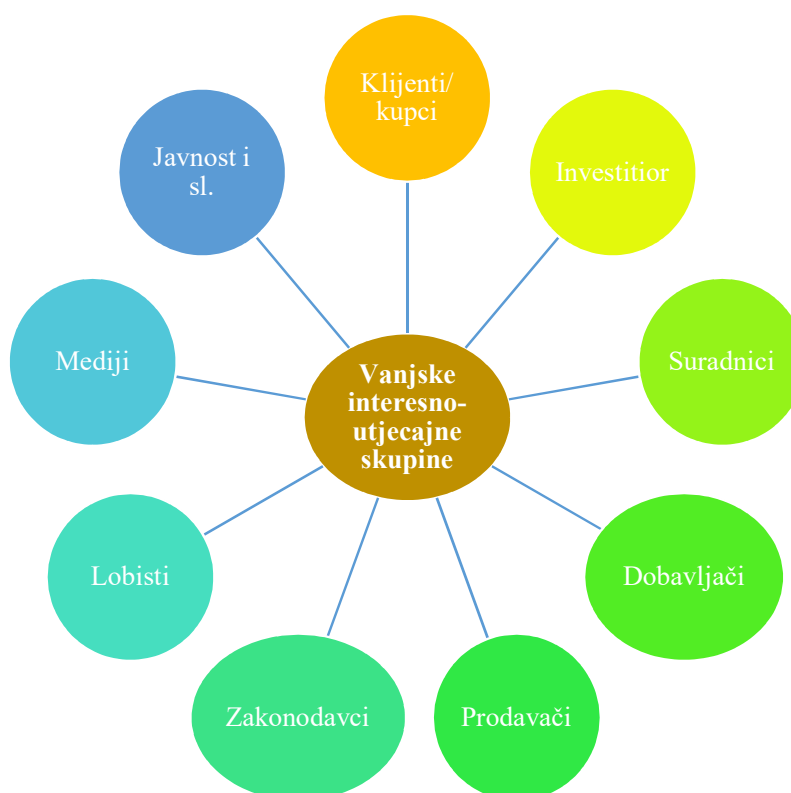 Klijenti/
kupci
Investitior
Suradnici
Dobavljači
Prodavači
Zakonodavci
Lobisti
Mediji
Javnost i
sl.
Vanjske
interesno-
utjecajne
skupine